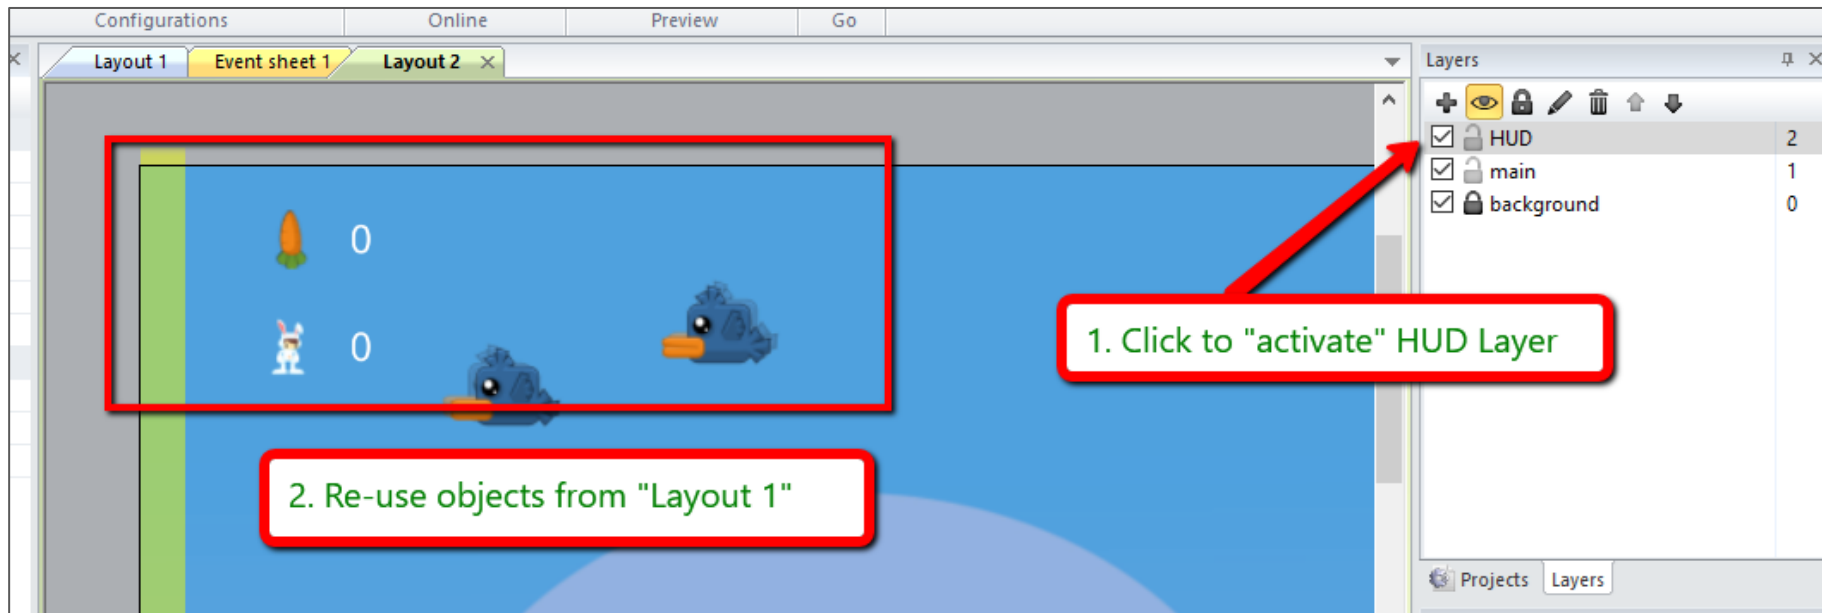 Configurations Online Preview Go
Layout 1 Event sheet 1 Layout 2
Layers
HUD 2
main 1
background 0
0
0
1. Click to "activate" HUD Layer
2. Re-use objects from "Layout 1"
Projects Layers